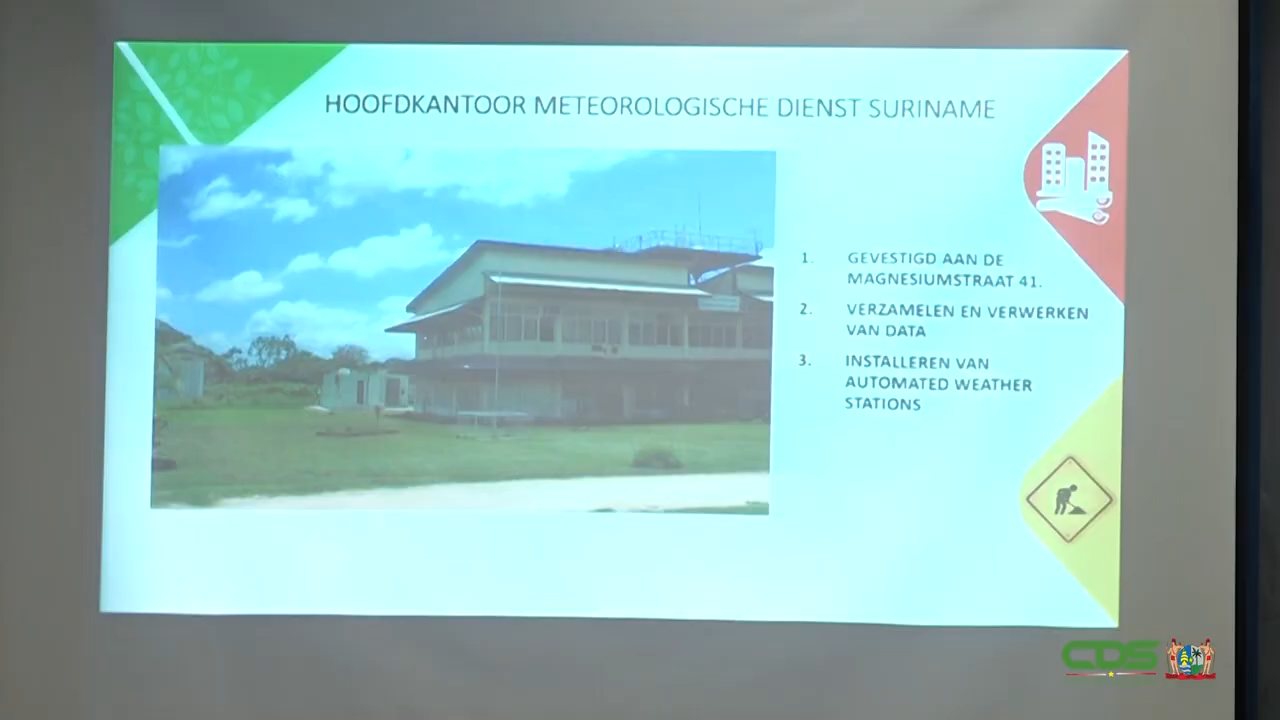 HOOFDKANTOOR METEOROLOGISCHE DIENST SURINAME
1. GEVESTIGD AAN DE
MAGNESIUMSTRAAT 41.
2. VERZAMELEN EN VERWERKEN
VAN DATA
3. INSTALLEREN VAN
AUTOMATED WEATHER
STATIONS
CDS